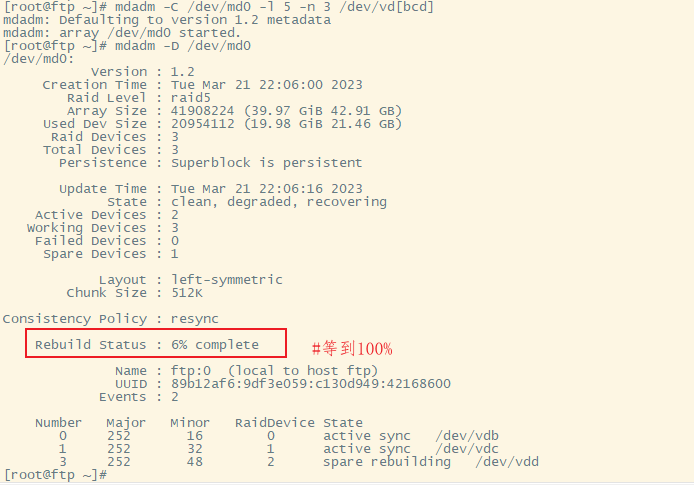 [root@ftp ~]# mdadm -C /dev/md0 -l 5 -n 3 /dev/vd[bcd]
mdadm: Defaulting to version 1.2 metadata
mdadm: array /dev/md0 started.
[root@ftp ~]# mdadm -D /dev/md0
/dev/md0:
Version : 1.2
Creation Time : Tue Mar 21 22:06:00 2023
Raid Level : raid5
Array Size : 41908224 (39.97 GiB 42.91 GB)
Used Dev Size : 20954112 (19.98 GiB 21.46 GB)
Raid Devices : 3
Total Devices : 3
Persistence : Superblock is persistent
Update Time : Tue Mar 21 22:06:16 2023
State : clean, degraded, recovering
Active Devices : 2
Working Devices : 3
Failed Devices : 0
Spare Devices : 1
Layout : left-symmetric
Chunk Size : 512K
Consistency Policy : resync
Rebuild Status : 6% complete #等到100%
Name : ftp:0 (local to host ftp)
UUID : 89b12af6:9df3e059:c130d949:42168600
Events : 2
Number Major Minor RaidDevice State
0 252 16 0 active sync /dev/vdb
1 252 32 1 active sync /dev/vdc
3 252 48 2 spare rebuilding /dev/vdd
[root@ftp ~]#